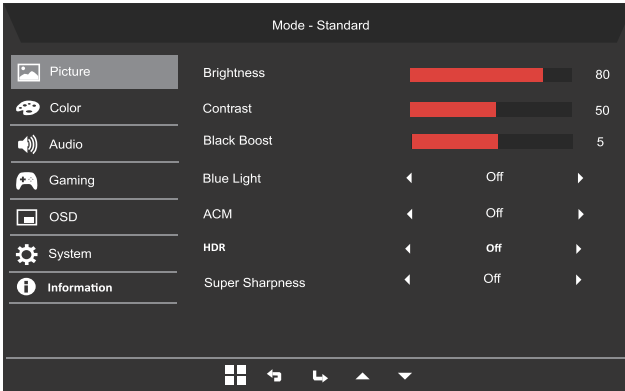 Mode - Standard
Picture
Color
Audio
Gaming
OSD
System
Information
Brightness 80
Contrast 50
Black Boost 5
Blue Light Off
ACM Off
HDR Off
Super Sharpness Off